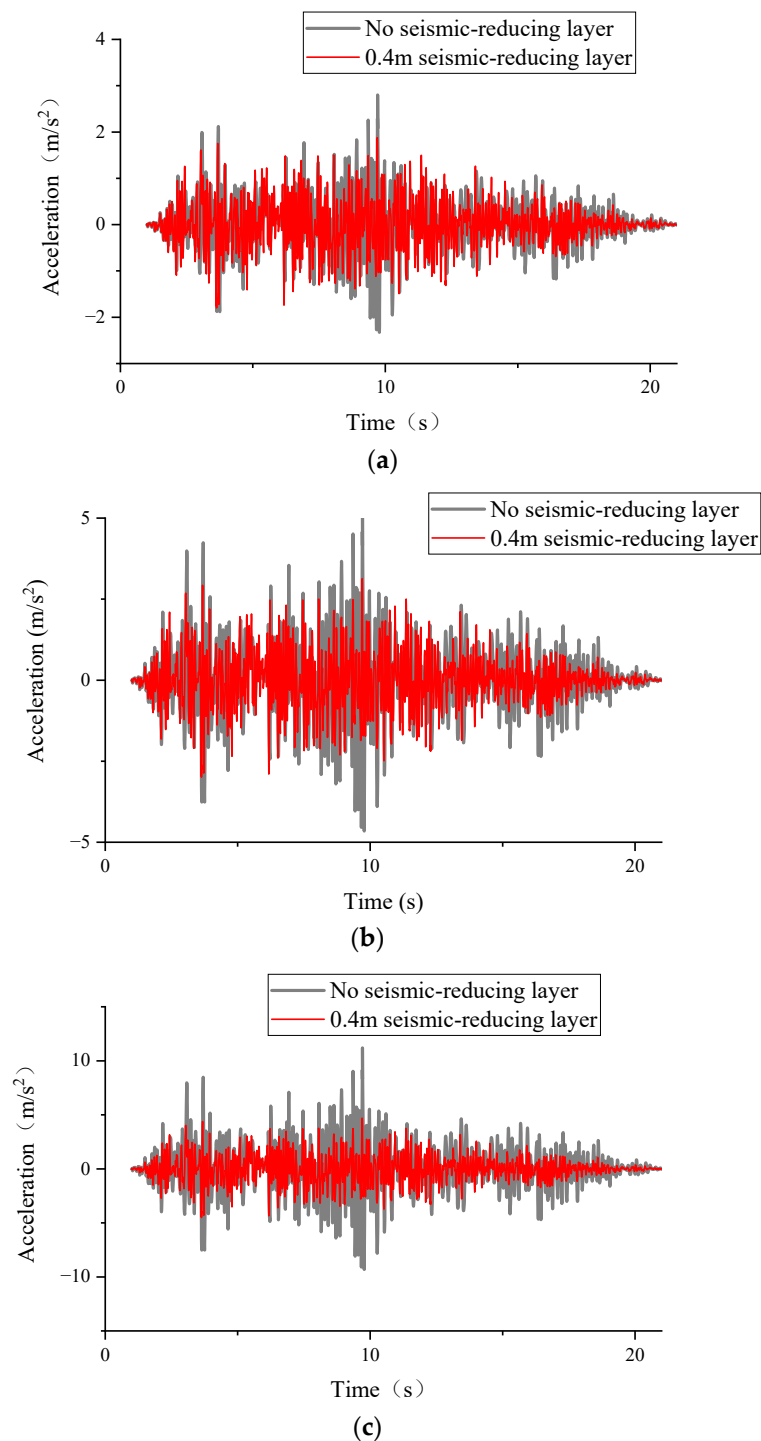 No seismic-reducing layer
0.4m seismic-reducing layer
4
2
0
−2
Acceleration（m/s²）
0
10
20
Time（s）
(a)
No seismic-reducing layer
0.4m seismic-reducing layer
5
0
−5
Acceleration (m/s²)
0
10
20
Time (s)
(b)
No seismic-reducing layer
0.4m seismic-reducing layer
10
0
−10
Acceleration（m/s²）
0
10
20
Time（s）
(c)